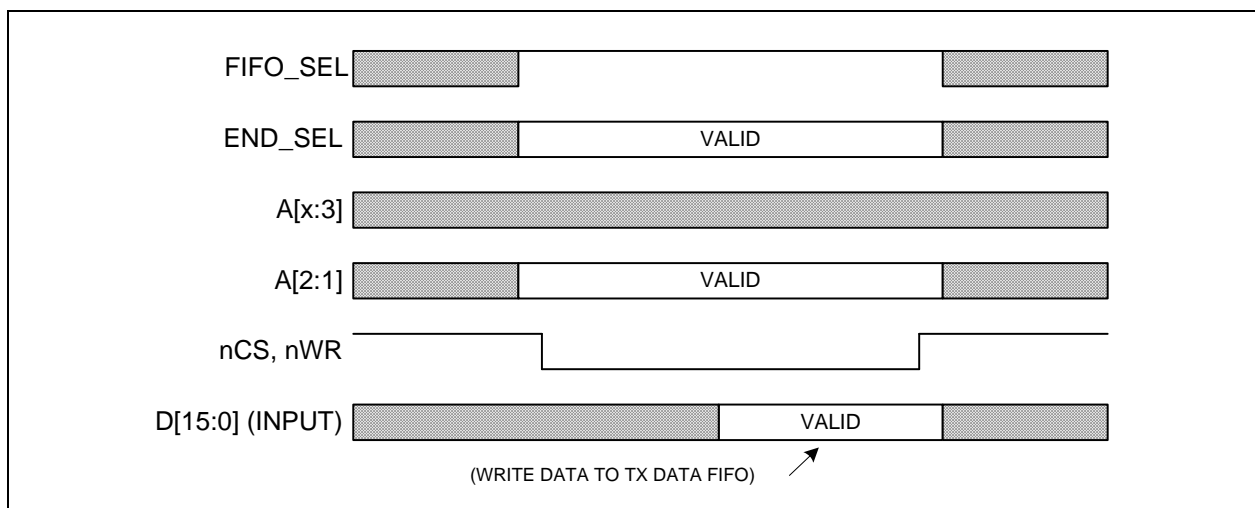 FIFO_SEL
END_SEL
VALID
A[x:3]
A[2:1]
VALID
nCS, nWR
D[15:0] (INPUT)
VALID
(WRITE DATA TO TX DATA FIFO)